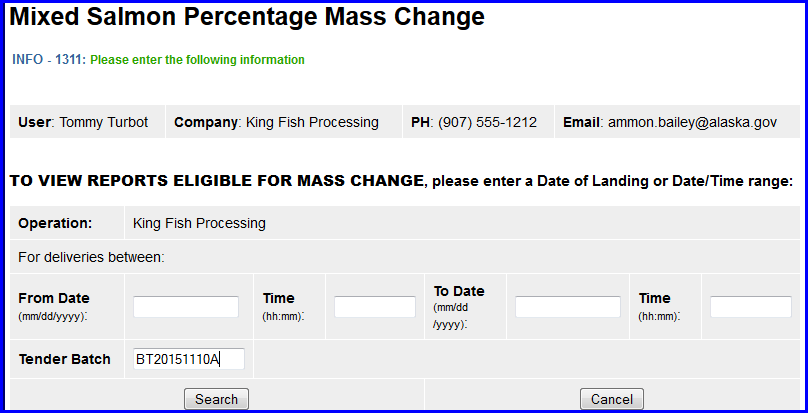 Mixed Salmon Percentage Mass Change
INFO - 1311: Please enter the following information
User: Tommy Turbot Company: King Fish Processing PH: (907) 555-1212 Email: ammon.bailey@alaska.gov
TO VIEW REPORTS ELIGIBLE FOR MASS CHANGE, please enter a Date of Landing or Date/Time range:
Operation: King Fish Processing
For deliveries between:
From Date (mm/dd/yyyy): Time (hh:mm): To Date (mm/dd /yyyy): Time (hh:mm):
Tender Batch BT20151110A
Search Cancel